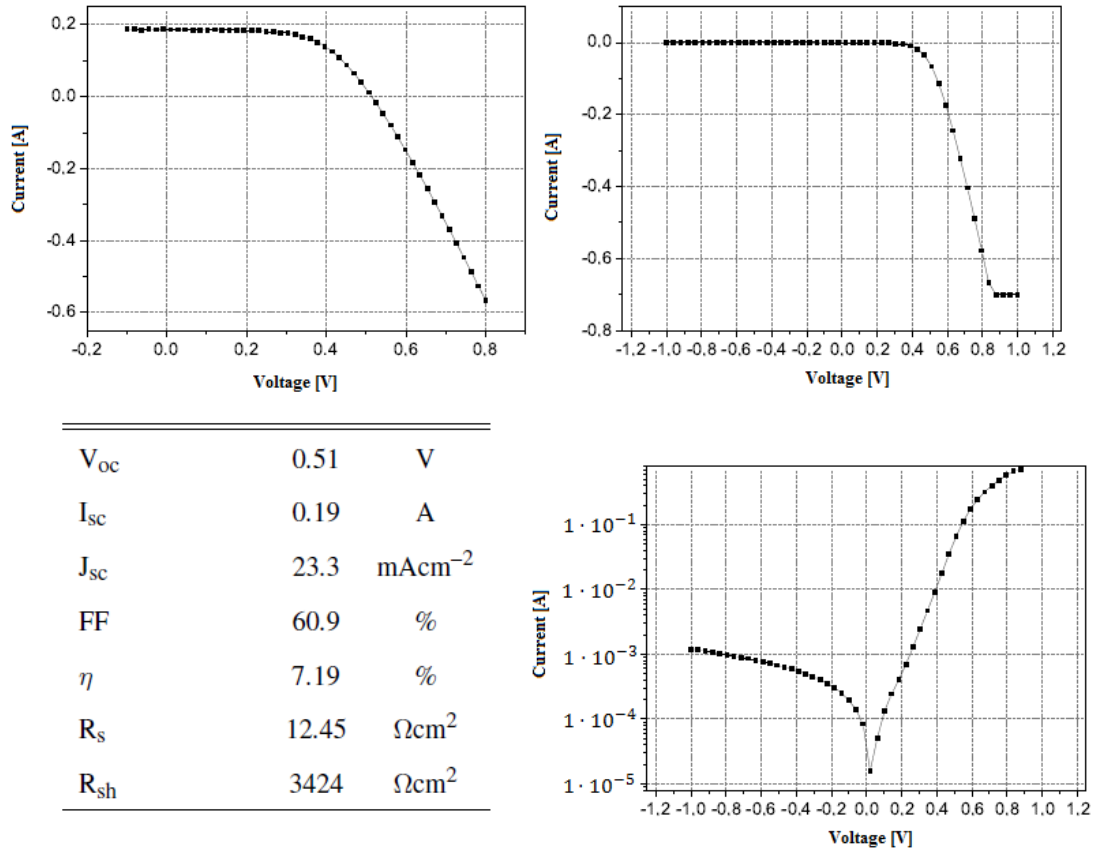 0.2
0.0
-0.2
-0.4
-0.6
-0.2 0.0 0.2 0.4 0.6 0.8
Current [A]
Voltage [V]
0.0
-0.2
-0.4
-0.6
-0.8
-1.2 -1.0 -0.8 -0.6 -0.4 -0.2 0.0 0.2 0.4 0.6 0.8 1.0 1.2
Current [A]
Voltage [V]
Voc 0.51 V
Isc 0.19 A
Jsc 23.3 mAcm−2
FF 60.9 %
η 7.19 %
Rs 12.45 Ωcm2
Rsh 3424 Ωcm2
1 · 10−1
1 · 10−2
1 · 10−3
1 · 10−4
1 · 10−5
-1,2 -1,0 -0,8 -0,6 -0,4 -0,2 0,0 0,2 0,4 0,6 0,8 1,0 1,2
Current [A]
Voltage [V]